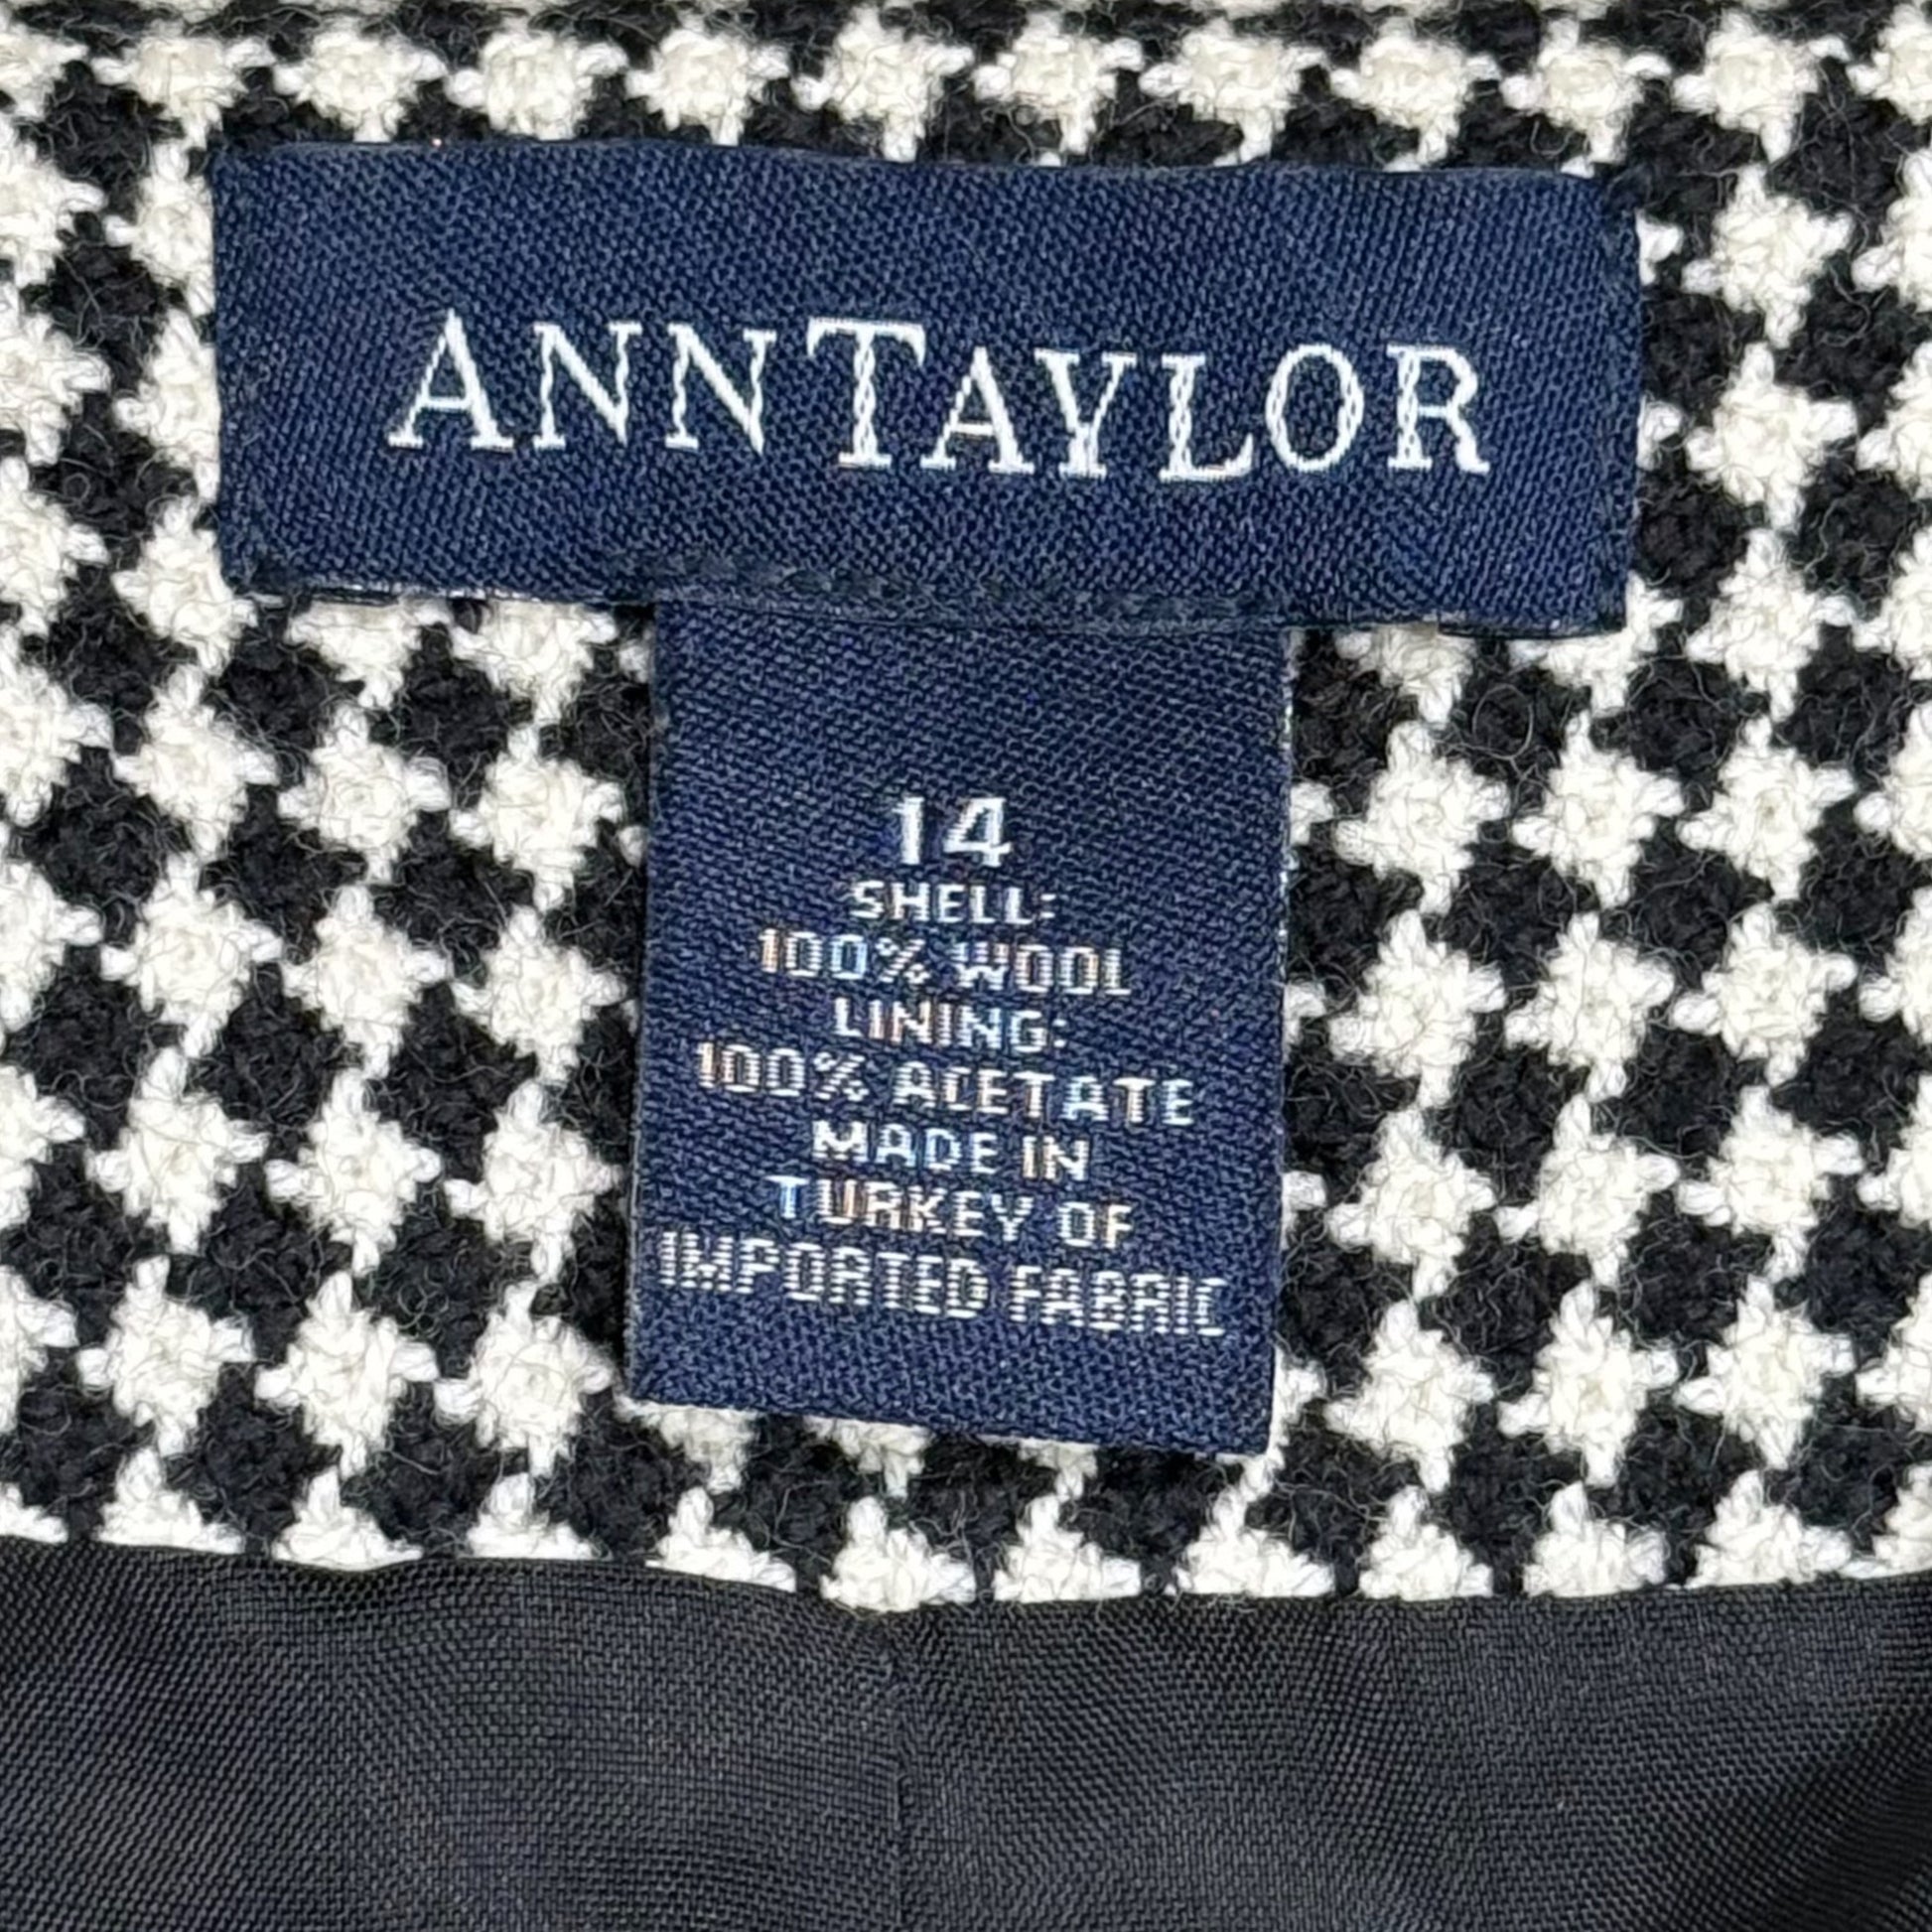 ANNTAYLOR
14
SHELL:
100% WOOL
LINING:
100% ACETATE
MADE IN
TURKEY OF
IMPORTED FABRIC